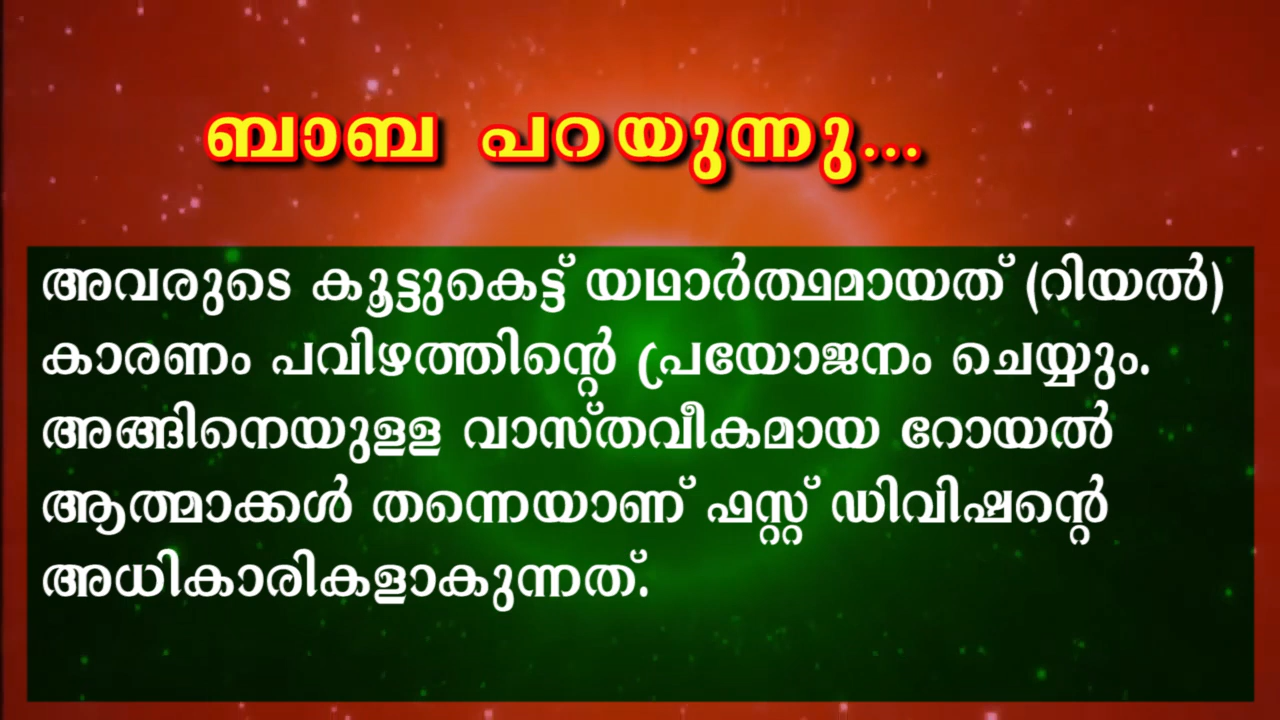 ബാബ പറയുന്നു...
അവരുടെ കൂട്ടുകെട്ട് യഥാർത്ഥമായത് (റിയൽ)
കാരണം പവിഴത്തിന്റെ പ്രയോജനം ചെയ്യും.
അങ്ങിനെയുള്ള വാസ്തവീകമായ റോയൽ
ആത്മാക്കൾ തന്നെയാണ് ഫസ്റ്റ് ഡിവിഷന്റെ
അധികാരികളാകുന്നത്.